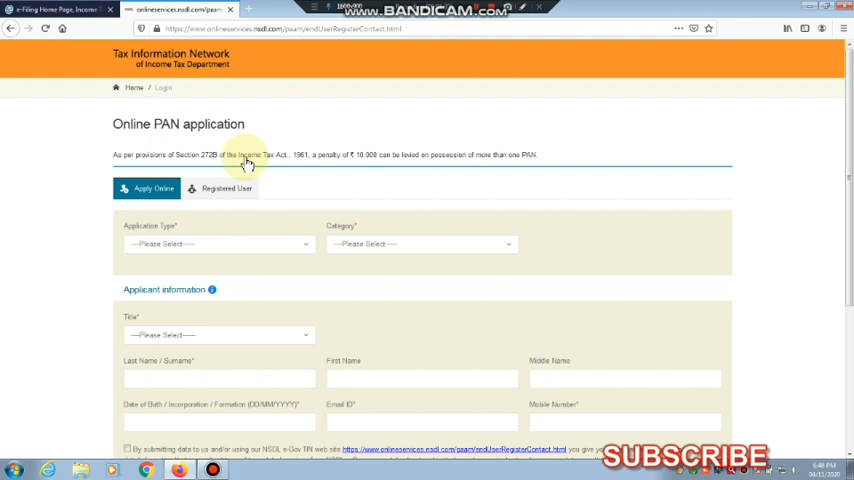 e-Filing Home Page, Income
onlineservices.nsdl.com/paam
1600x900
www.BANDICAM.com
https://www.onlineservices.nsdl.com/paam/endUserRegisterContact.html
Tax Information Network
of Income Tax Department
Home / Login
Online PAN application
As per provisions of Section 272B of the Income Tax Act., 1961, a penalty of ₹ 10,000 can be levied on possession of more than one PAN.
Apply Online
Registered User
Application Type*
Category*
---Please Select-----
---Please Select-----
Applicant information
Title*
---Please Select-----
Last Name / Surname*
First Name
Middle Name
Date of Birth / Incorporation / Formation (DD/MM/YYYY)*
Email ID*
Mobile Number*
By submitting data to us and/or using our NSDL e-Gov TIN web site https://www.onlineservices.nsdl.com/paam/endUserRegisterContact.html you give
SUBSCRIBE
6:48 PM
04/11/2020